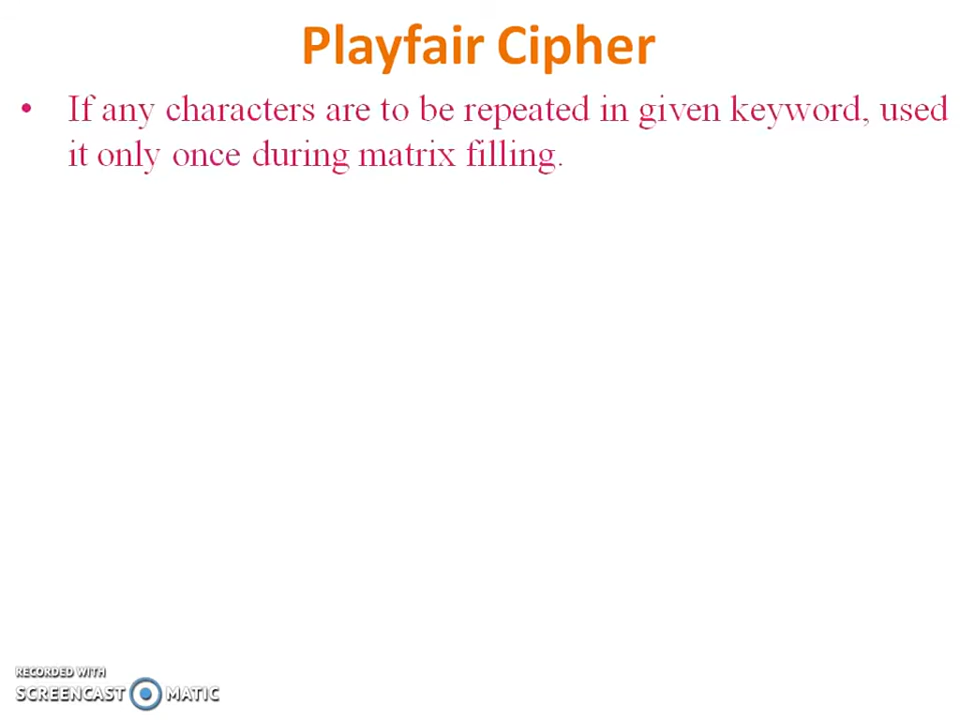 Playfair Cipher
• If any characters are to be repeated in given keyword, used
it only once during matrix filling.
RECORDED WITH
SCREENCAST MATIC